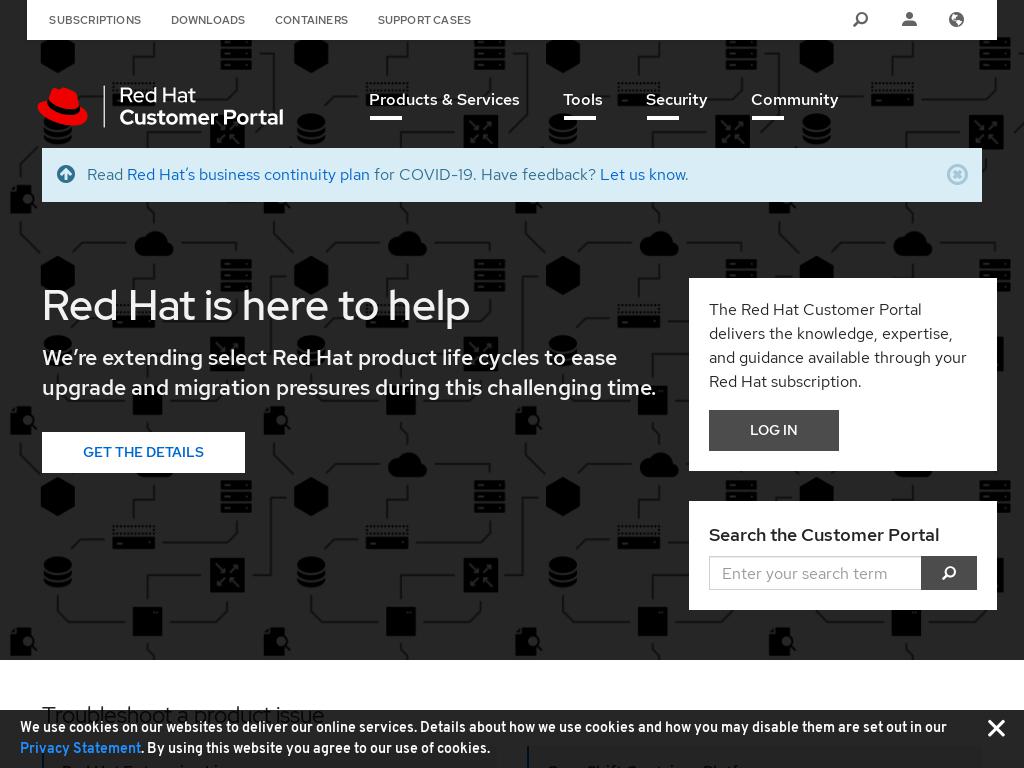 SUBSCRIPTIONS DOWNLOADS CONTAINERS SUPPORT CASES
Red Hat
Customer Portal
Products & Services Tools Security Community
Read Red Hat's business continuity plan for COVID-19. Have feedback? Let us know.
Red Hat is here to help
We're extending select Red Hat product life cycles to ease
upgrade and migration pressures during this challenging time.
GET THE DETAILS
The Red Hat Customer Portal
delivers the knowledge, expertise,
and guidance available through your
Red Hat subscription.
LOG IN
Search the Customer Portal
Enter your search term
Troubleshoot a product issue
We use cookies on our websites to deliver our online services. Details about how we use cookies and how you may disable them are set out in our
Privacy Statement. By using this website you agree to our use of cookies.